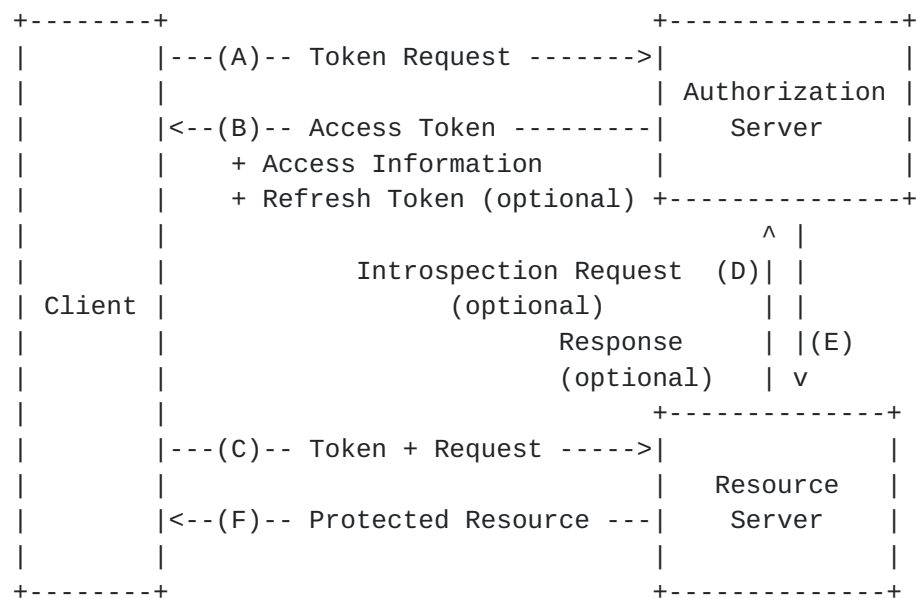 +--------+                               +---------------+
|        |---(A)-- Token Request ------->|               |
|        |                               | Authorization |
|        |<--(B)-- Access Token ---------|    Server     |
|        |    + Access Information       |               |
|        |    + Refresh Token (optional) +---------------+
|        |                                      ^ |
|        |            Introspection Request  (D)| |
| Client |                  (optional)          | |
|        |                         Response     | |(E)
|        |                         (optional)   | v
|        |                               +--------------+
|        |---(C)-- Token + Request ----->|              |
|        |                               |   Resource   |
|        |<--(F)-- Protected Resource ---|    Server    |
|        |                               |              |
+--------+                               +--------------+